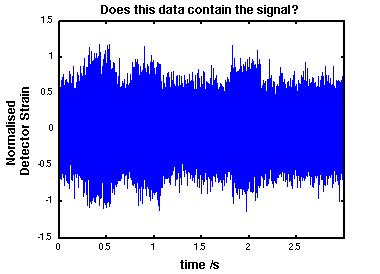 Does this data contain the signal?
1.5
1
0.5
0
-0.5
-1
-1.5
Normalised
Detector Strain
0 0.5 1 1.5 2 2.5
time /s